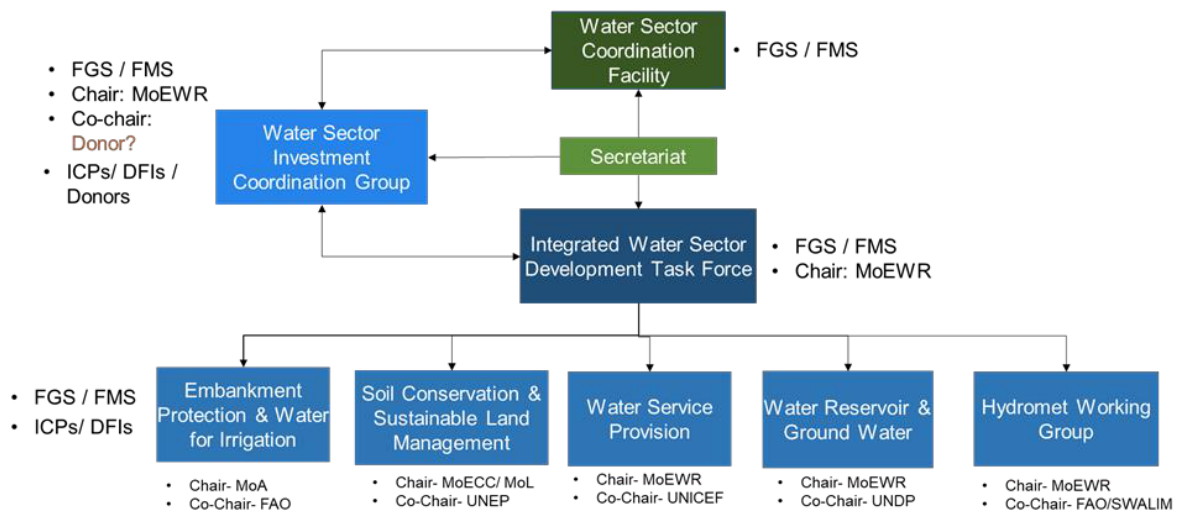 Water Sector
Coordination
Facility
• FGS / FMS
• FGS / FMS
• Chair: MoEWR
• Co-chair:
Donor?
• ICPs/ DFIs /
Donors
Water Sector
Investment
Coordination Group
Secretariat
Integrated Water Sector
Development Task Force
• FGS / FMS
• Chair: MoEWR
• FGS / FMS
• ICPs/ DFIs
Embankment
Protection & Water
for Irrigation
• Chair- MoA
• Co-Chair- FAO
Soil Conservation &
Sustainable Land
Management
• Chair- MoECC/ MoL
• Co-Chair- UNEP
Water Service
Provision
• Chair- MoEWR
• Co-Chair- UNICEF
Water Reservoir &
Ground Water
• Chair- MoEWR
• Co-Chair- UNDP
Hydromet Working
Group
• Chair- MoEWR
• Co-Chair- FAO/SWALIM